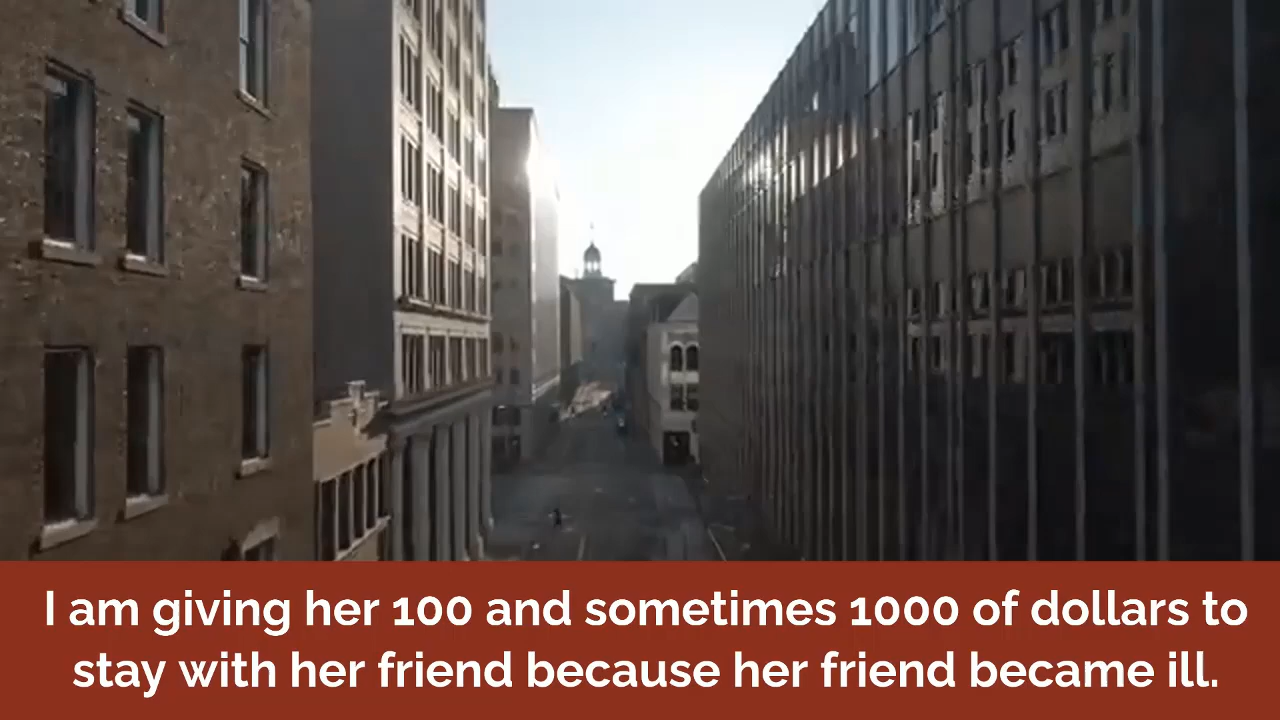 I am giving her 100 and sometimes 1000 of dollars to
stay with her friend because her friend became ill.